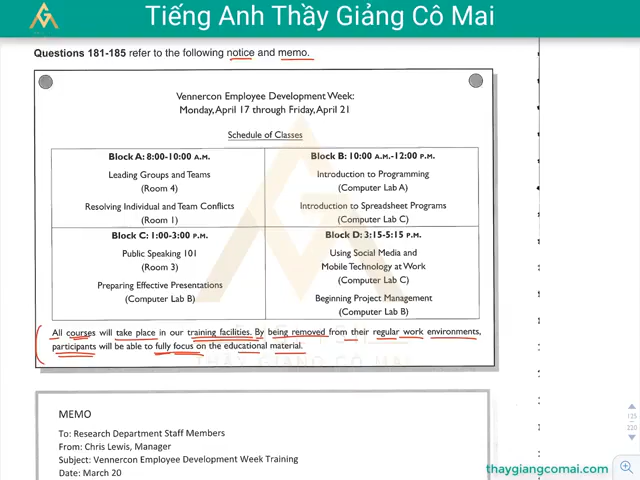 Tiếng Anh Thầy Giảng Cô Mai
Questions 181-185 refer to the following notice and memo.
Vennercon Employee Development Week:
Monday, April 17 through Friday, April 21
Schedule of Classes
Block A: 8:00-10:00 A.M.
Leading Groups and Teams
(Room 4)
Resolving Individual and Team Conflicts
(Room 1)
Block B: 10:00 A.M.-12:00 P.M.
Introduction to Programming
(Computer Lab A)
Introduction to Spreadsheet Programs
(Computer Lab C)
Block C: 1:00-3:00 P.M.
Public Speaking 101
(Room 3)
Preparing Effective Presentations
(Computer Lab B)
Block D: 3:15-5:15 P.M.
Using Social Media and
Mobile Technology at Work
(Computer Lab C)
Beginning Project Management
(Computer Lab B)
All courses will take place in our training facilities. By being removed from their regular work environments,
participants will be able to fully focus on the educational material.
THẦY GIẢNG CÔ MAI
MEMO
To: Research Department Staff Members
From: Chris Lewis, Manager
Subject: Vennercon Employee Development Week Training
Date: March 20
125
220
thaygiangcomai.com